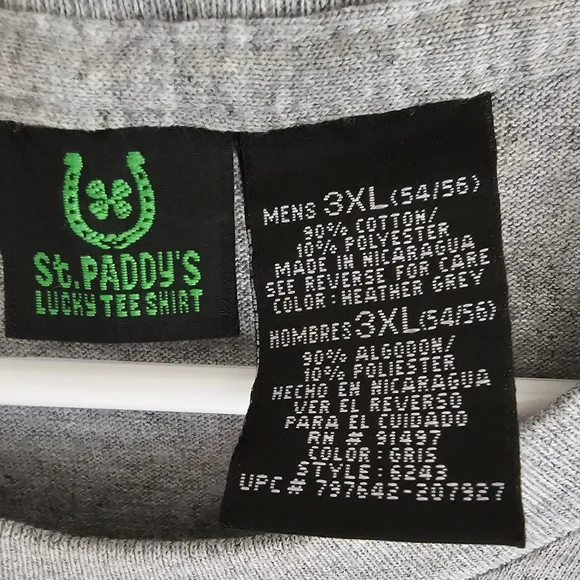 St.PADDY'S
LUCKY TEE SHIRT
MENS 3XL (54/56)
90% COTTON/
10% POLYESTER
MADE IN NICARAGUA
SEE REVERSE FOR CARE
COLOR: HEATHER GREY
HOMBRES 3XL (54/56)
90% ALGODON/
10% POLIESTER
HECHO EN NICARAGUA
VER EL REVERSO
PARA EL CUIDADO
RN # 91497
COLOR: GRIS
STYLE: 6243
UPC # 797642-207927